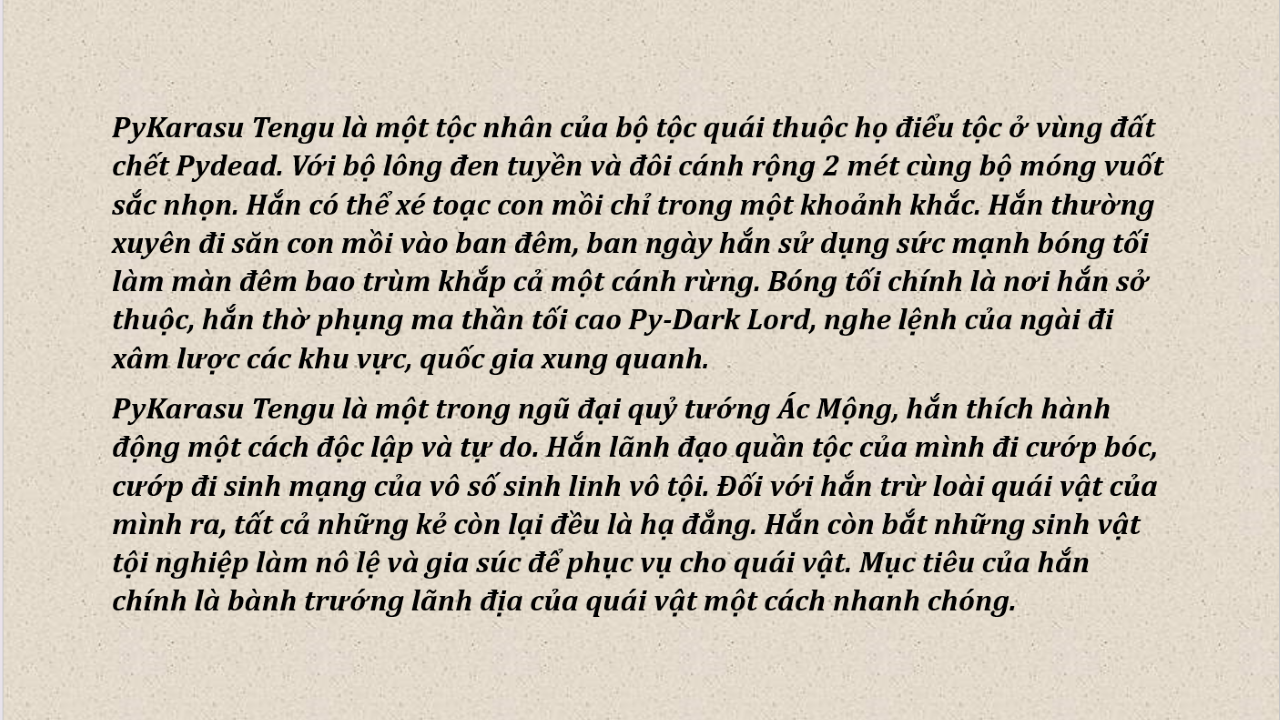 PyKarasu Tengu là một tộc nhân của bộ tộc quái thuộc họ điểu tộc ở vùng đất
chết Pydead. Với bộ lông đen tuyền và đôi cánh rộng 2 mét cùng bộ móng vuốt
sắc nhọn. Hắn có thể xé toạc con mồi chỉ trong một khoảnh khắc. Hắn thường
xuyên đi săn con mồi vào ban đêm, ban ngày hắn sử dụng sức mạnh bóng tối
làm màn đêm bao trùm khắp cả một cánh rừng. Bóng tối chính là nơi hắn sở
thuộc, hắn thờ phụng ma thần tối cao Py-Dark Lord, nghe lệnh của ngài đi
xâm lược các khu vực, quốc gia xung quanh.
PyKarasu Tengu là một trong ngũ đại quỷ tướng Ác Mộng, hắn thích hành
động một cách độc lập và tự do. Hắn lãnh đạo quần tộc của mình đi cướp bóc,
cướp đi sinh mạng của vô số sinh linh vô tội. Đối với hắn trừ loài quái vật của
mình ra, tất cả những kẻ còn lại đều là hạ đẳng. Hắn còn bắt những sinh vật
tội nghiệp làm nô lệ và gia súc để phục vụ cho quái vật. Mục tiêu của hắn
chính là bành trướng lãnh địa của quái vật một cách nhanh chóng.